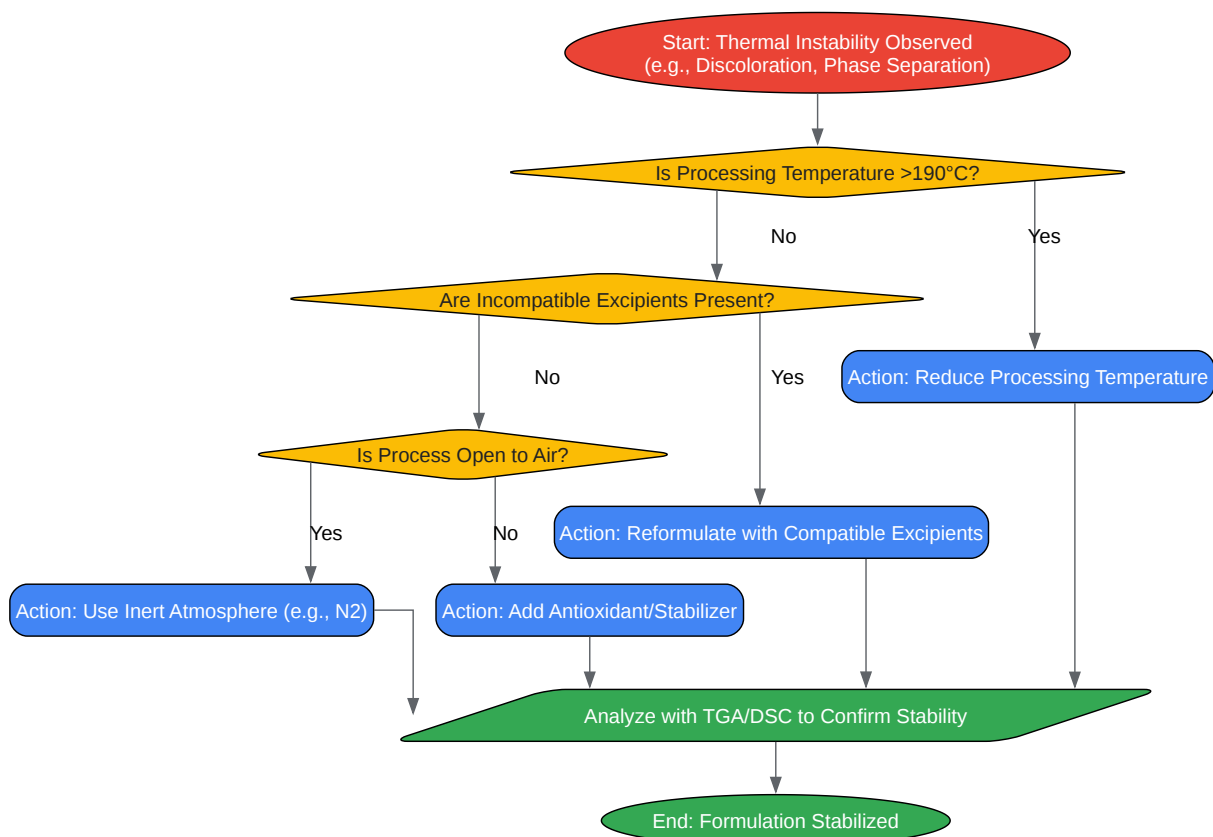 Start: Thermal Instability Observed
(e.g., Discoloration, Phase Separation)
Is Processing Temperature >190°C?
No
Yes
Are Incompatible Excipients Present?
No
Yes
Action: Reduce Processing Temperature
Is Process Open to Air?
Yes
No
Action: Reformulate with Compatible Excipients
Action: Use Inert Atmosphere (e.g., N2)
Action: Add Antioxidant/Stabilizer
Analyze with TGA/DSC to Confirm Stability
End: Formulation Stabilized